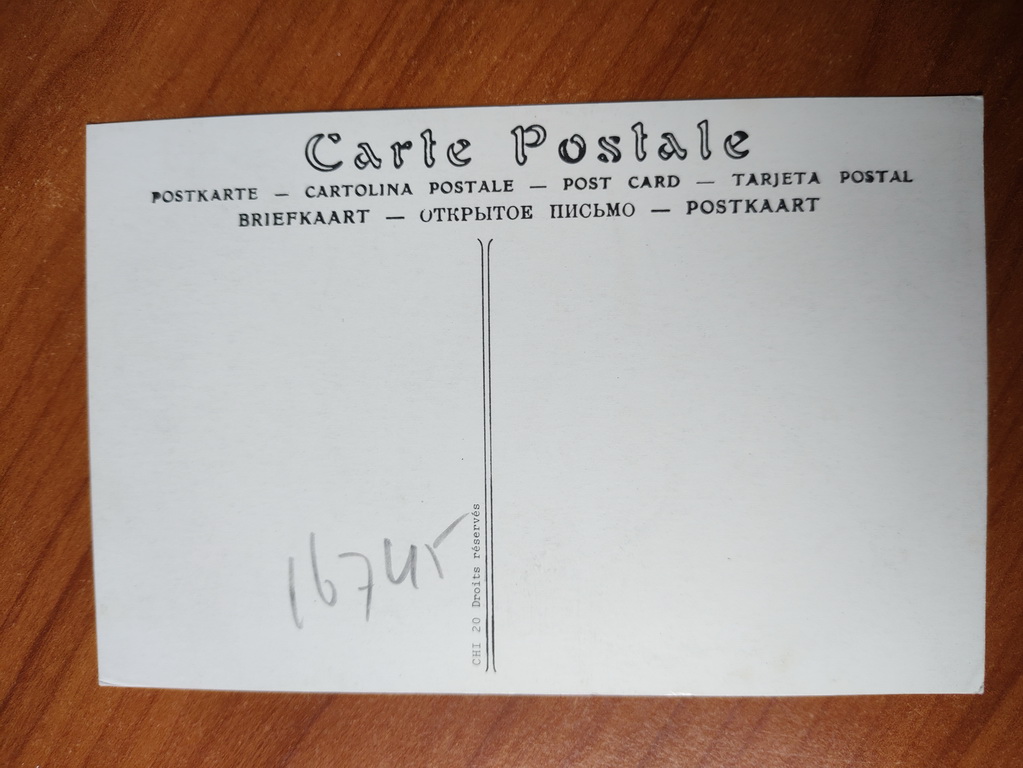 Carte Postale
POSTKARTE — CARTOLINA POSTALE — POST CARD — TARJETA POSTAL
BRIEFKAART — ОТКРЫТОЕ ПИСЬМО — POSTKAART
CHI 20 Droits réservés
16745